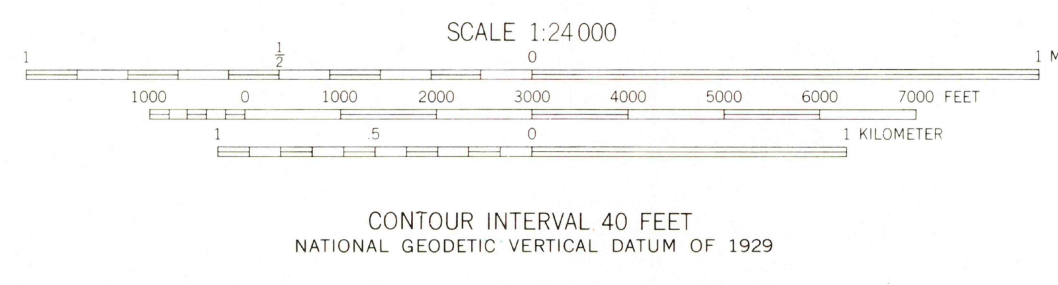 SCALE 1:24 000
1 ½ 0 1 M
1000 0 1000 2000 3000 4000 5000 6000 7000 FEET
1 .5 0 1 KILOMETER
CONTOUR INTERVAL 40 FEET
NATIONAL GEODETIC VERTICAL DATUM OF 1929